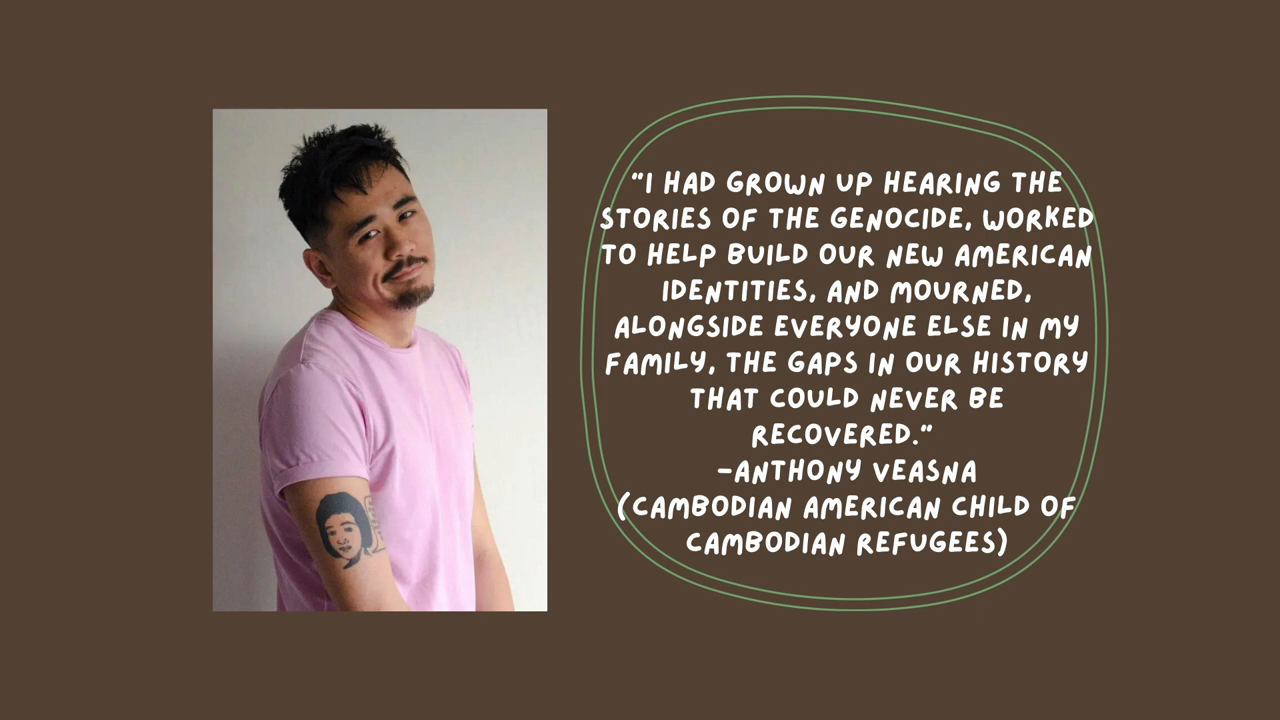 "I HAD GROWN UP HEARING THE
STORIES OF THE GENOCIDE, WORKED
TO HELP BUILD OUR NEW AMERICAN
IDENTITIES, AND MOURNED,
ALONGSIDE EVERYONE ELSE IN MY
FAMILY, THE GAPS IN OUR HISTORY
THAT COULD NEVER BE
RECOVERED."
-ANTHONY VEASNA
(CAMBODIAN AMERICAN CHILD OF
CAMBODIAN REFUGEES)